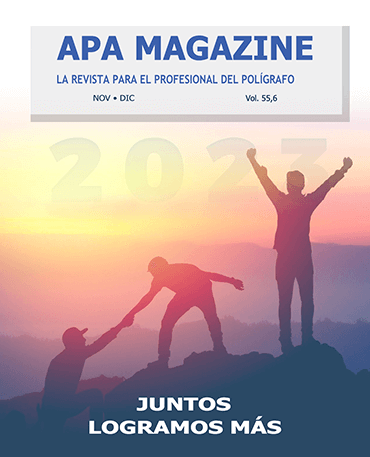 APA MAGAZINE
LA REVISTA PARA EL PROFESIONAL DEL POLÍGRAFO
NOV • DIC Vol. 55,6
2023
JUNTOS
LOGRAMOS MÁS